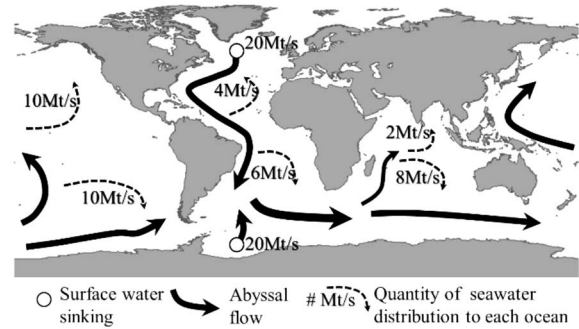 20Mt/s
10Mt/s
4Mt/s
2Mt/s
6Mt/s
8Mt/s
10Mt/s
20Mt/s
Surface water
sinking
Abyssal
flow
# Mt/s
Quantity of seawater
distribution to each ocean